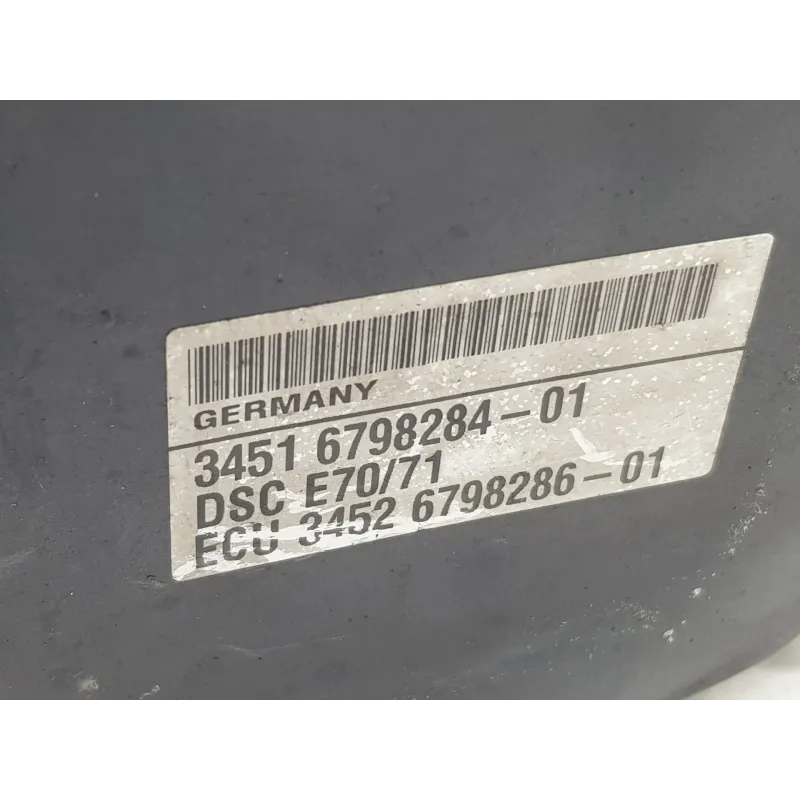 GERMANY
3451 6798284-01
DSC E70/71
ECU 3452 6798286-01